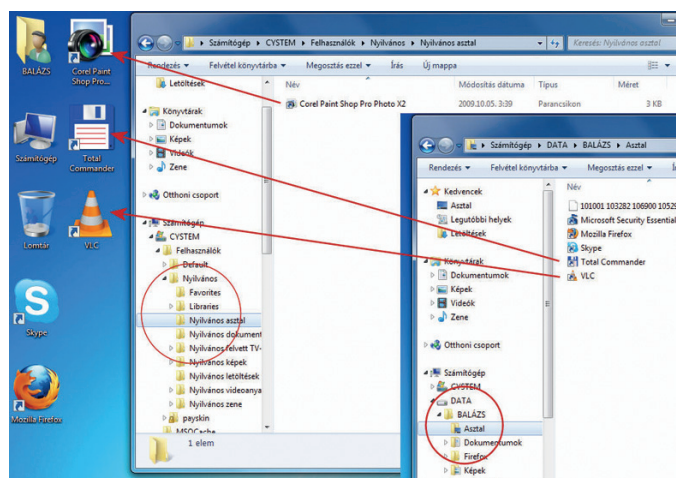 BALÁZS
Corel Paint
Shop Pro...
Számítógép
Total
Commander
Lomtár
VLC
Skype
Mozilla Firefox
Számítógép ▸ CYSTEM ▸ Felhasználók ▸ Nyilvános ▸ Nyilvános asztal
Keresés: Nyilvános asztal
Rendezés
Felvétel könyvtárba
Megosztás ezzel
Írás
Új mappa
Letöltések
Könyvtárak
Dokumentumok
Képek
Videók
Zene
Otthoni csoport
Számítógép
CYSTEM
Felhasználók
Default
Nyilvános
Favorites
Libraries
Nyilvános asztal
Nyilvános dokument
Nyilvános felvett TV-
Nyilvános képek
Nyilvános letöltések
Nyilvános videoanya
Nyilvános zene
payskin
MSOCache
Név
Módosítás dátuma
Típus
Méret
Corel Paint Shop Pro Photo X2
2009.10.05. 3:39
Parancsikon
3 KB
1 elem
Számítógép ▸ DATA ▸ BALÁZS ▸ Asztal
Rendezés
Felvétel könyvtárba
Megosztás ezzel
Kedvencek
Asztal
Legutóbbi helyek
Letöltések
Könyvtárak
Dokumentumok
Képek
Videók
Zene
Otthoni csoport
Számítógép
CYSTEM
DATA
BALÁZS
Asztal
Dokumentumok
Firefox
Képek
Név
101001 103282 106900 10529
Microsoft Security Essential
Mozilla Firefox
Skype
Total Commander
VLC